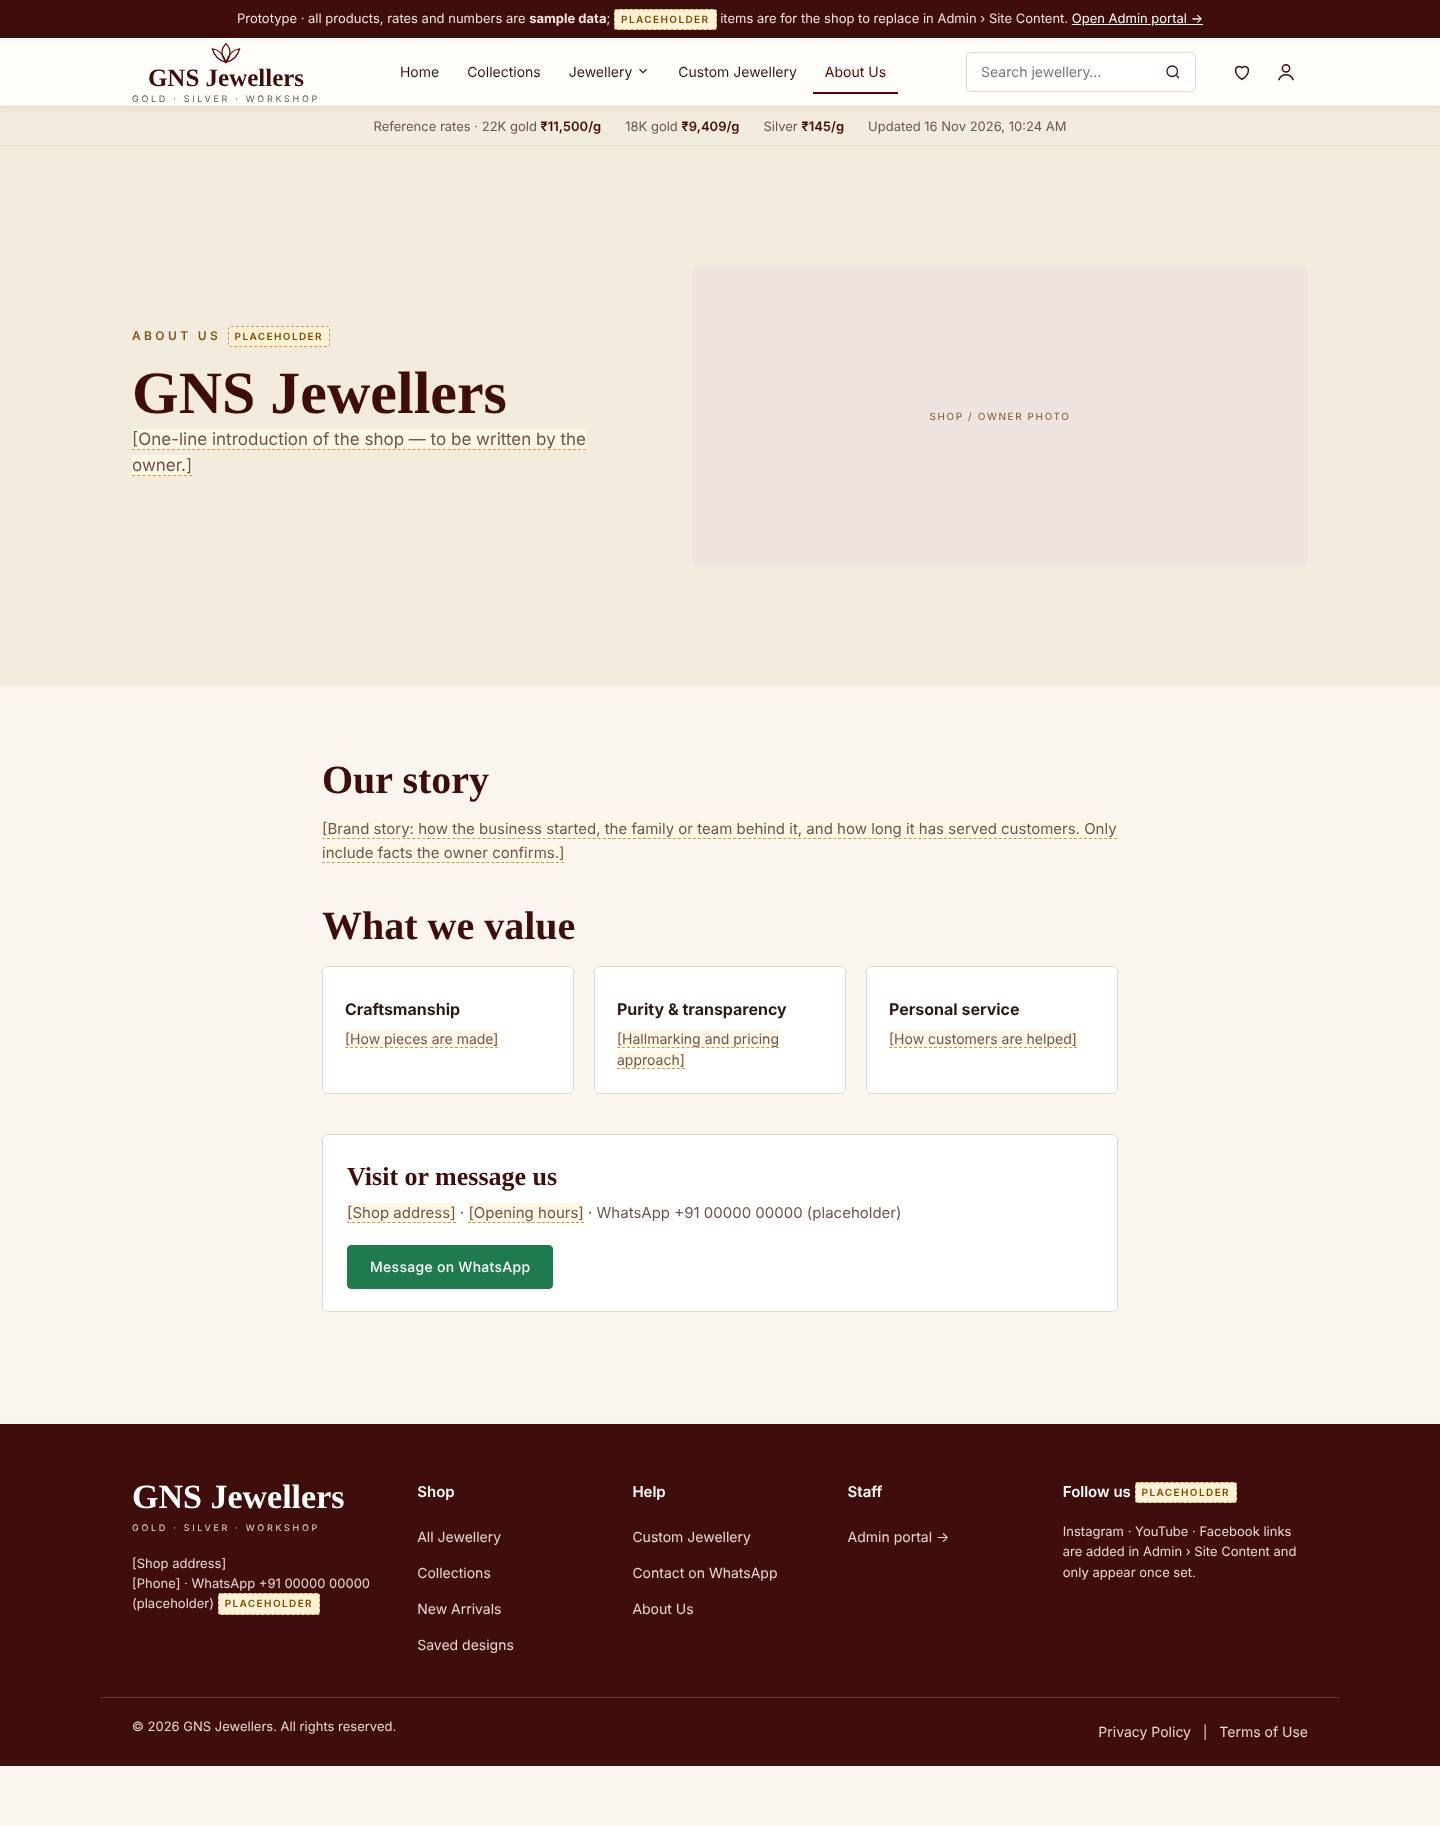 Prototype · all products, rates and numbers are sample data; PLACEHOLDER items are for the shop to replace in Admin › Site Content. Open Admin portal →
GNS Jewellers
GOLD · SILVER · WORKSHOP
Home
Collections
Jewellery
Custom Jewellery
About Us
Search jewellery...
Reference rates · 22K gold ₹11,500/g 18K gold ₹9,409/g Silver ₹145/g Updated 16 Nov 2026, 10:24 AM
ABOUT US PLACEHOLDER
GNS Jewellers
[One-line introduction of the shop — to be written by the
owner.]
SHOP / OWNER PHOTO
Our story
[Brand story: how the business started, the family or team behind it, and how long it has served customers. Only
include facts the owner confirms.]
What we value
Craftsmanship
[How pieces are made]
Purity & transparency
[Hallmarking and pricing
approach]
Personal service
[How customers are helped]
Visit or message us
[Shop address] · [Opening hours] · WhatsApp +91 00000 00000 (placeholder)
Message on WhatsApp
GNS Jewellers
GOLD · SILVER · WORKSHOP
[Shop address]
[Phone] · WhatsApp +91 00000 00000
(placeholder) PLACEHOLDER
Shop
All Jewellery
Collections
New Arrivals
Saved designs
Help
Custom Jewellery
Contact on WhatsApp
About Us
Staff
Admin portal →
Follow us PLACEHOLDER
Instagram · YouTube · Facebook links
are added in Admin › Site Content and
only appear once set.
© 2026 GNS Jewellers. All rights reserved.
Privacy Policy | Terms of Use